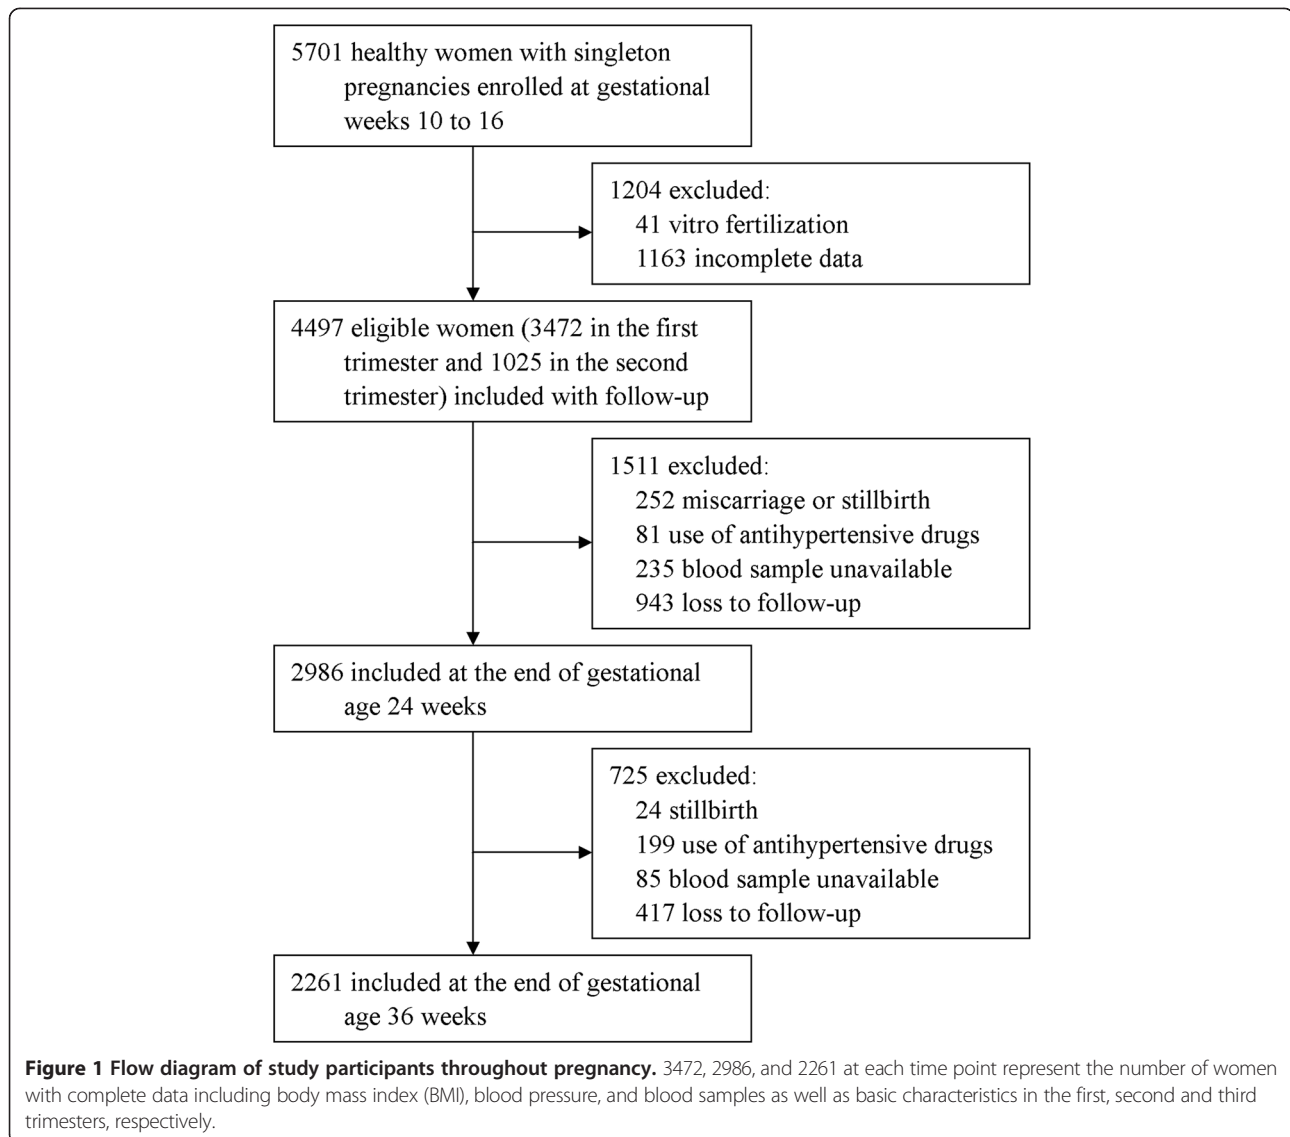 5701 healthy women with singleton
pregnancies enrolled at gestational
weeks 10 to 16
1204 excluded:
41 vitro fertilization
1163 incomplete data
4497 eligible women (3472 in the first
trimester and 1025 in the second
trimester) included with follow-up
1511 excluded:
252 miscarriage or stillbirth
81 use of antihypertensive drugs
235 blood sample unavailable
943 loss to follow-up
2986 included at the end of gestational
age 24 weeks
725 excluded:
24 stillbirth
199 use of antihypertensive drugs
85 blood sample unavailable
417 loss to follow-up
2261 included at the end of gestational
age 36 weeks
Figure 1 Flow diagram of study participants throughout pregnancy. 3472, 2986, and 2261 at each time point represent the number of women
with complete data including body mass index (BMI), blood pressure, and blood samples as well as basic characteristics in the first, second and third
trimesters, respectively.